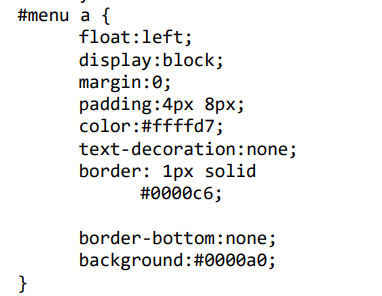 #menu a {
float:left;
display:block;
margin:0;
padding:4px 8px;
color:#ffffd7;
text-decoration:none;
border: 1px solid
#0000c6;
border-bottom:none;
background:#0000a0;
}